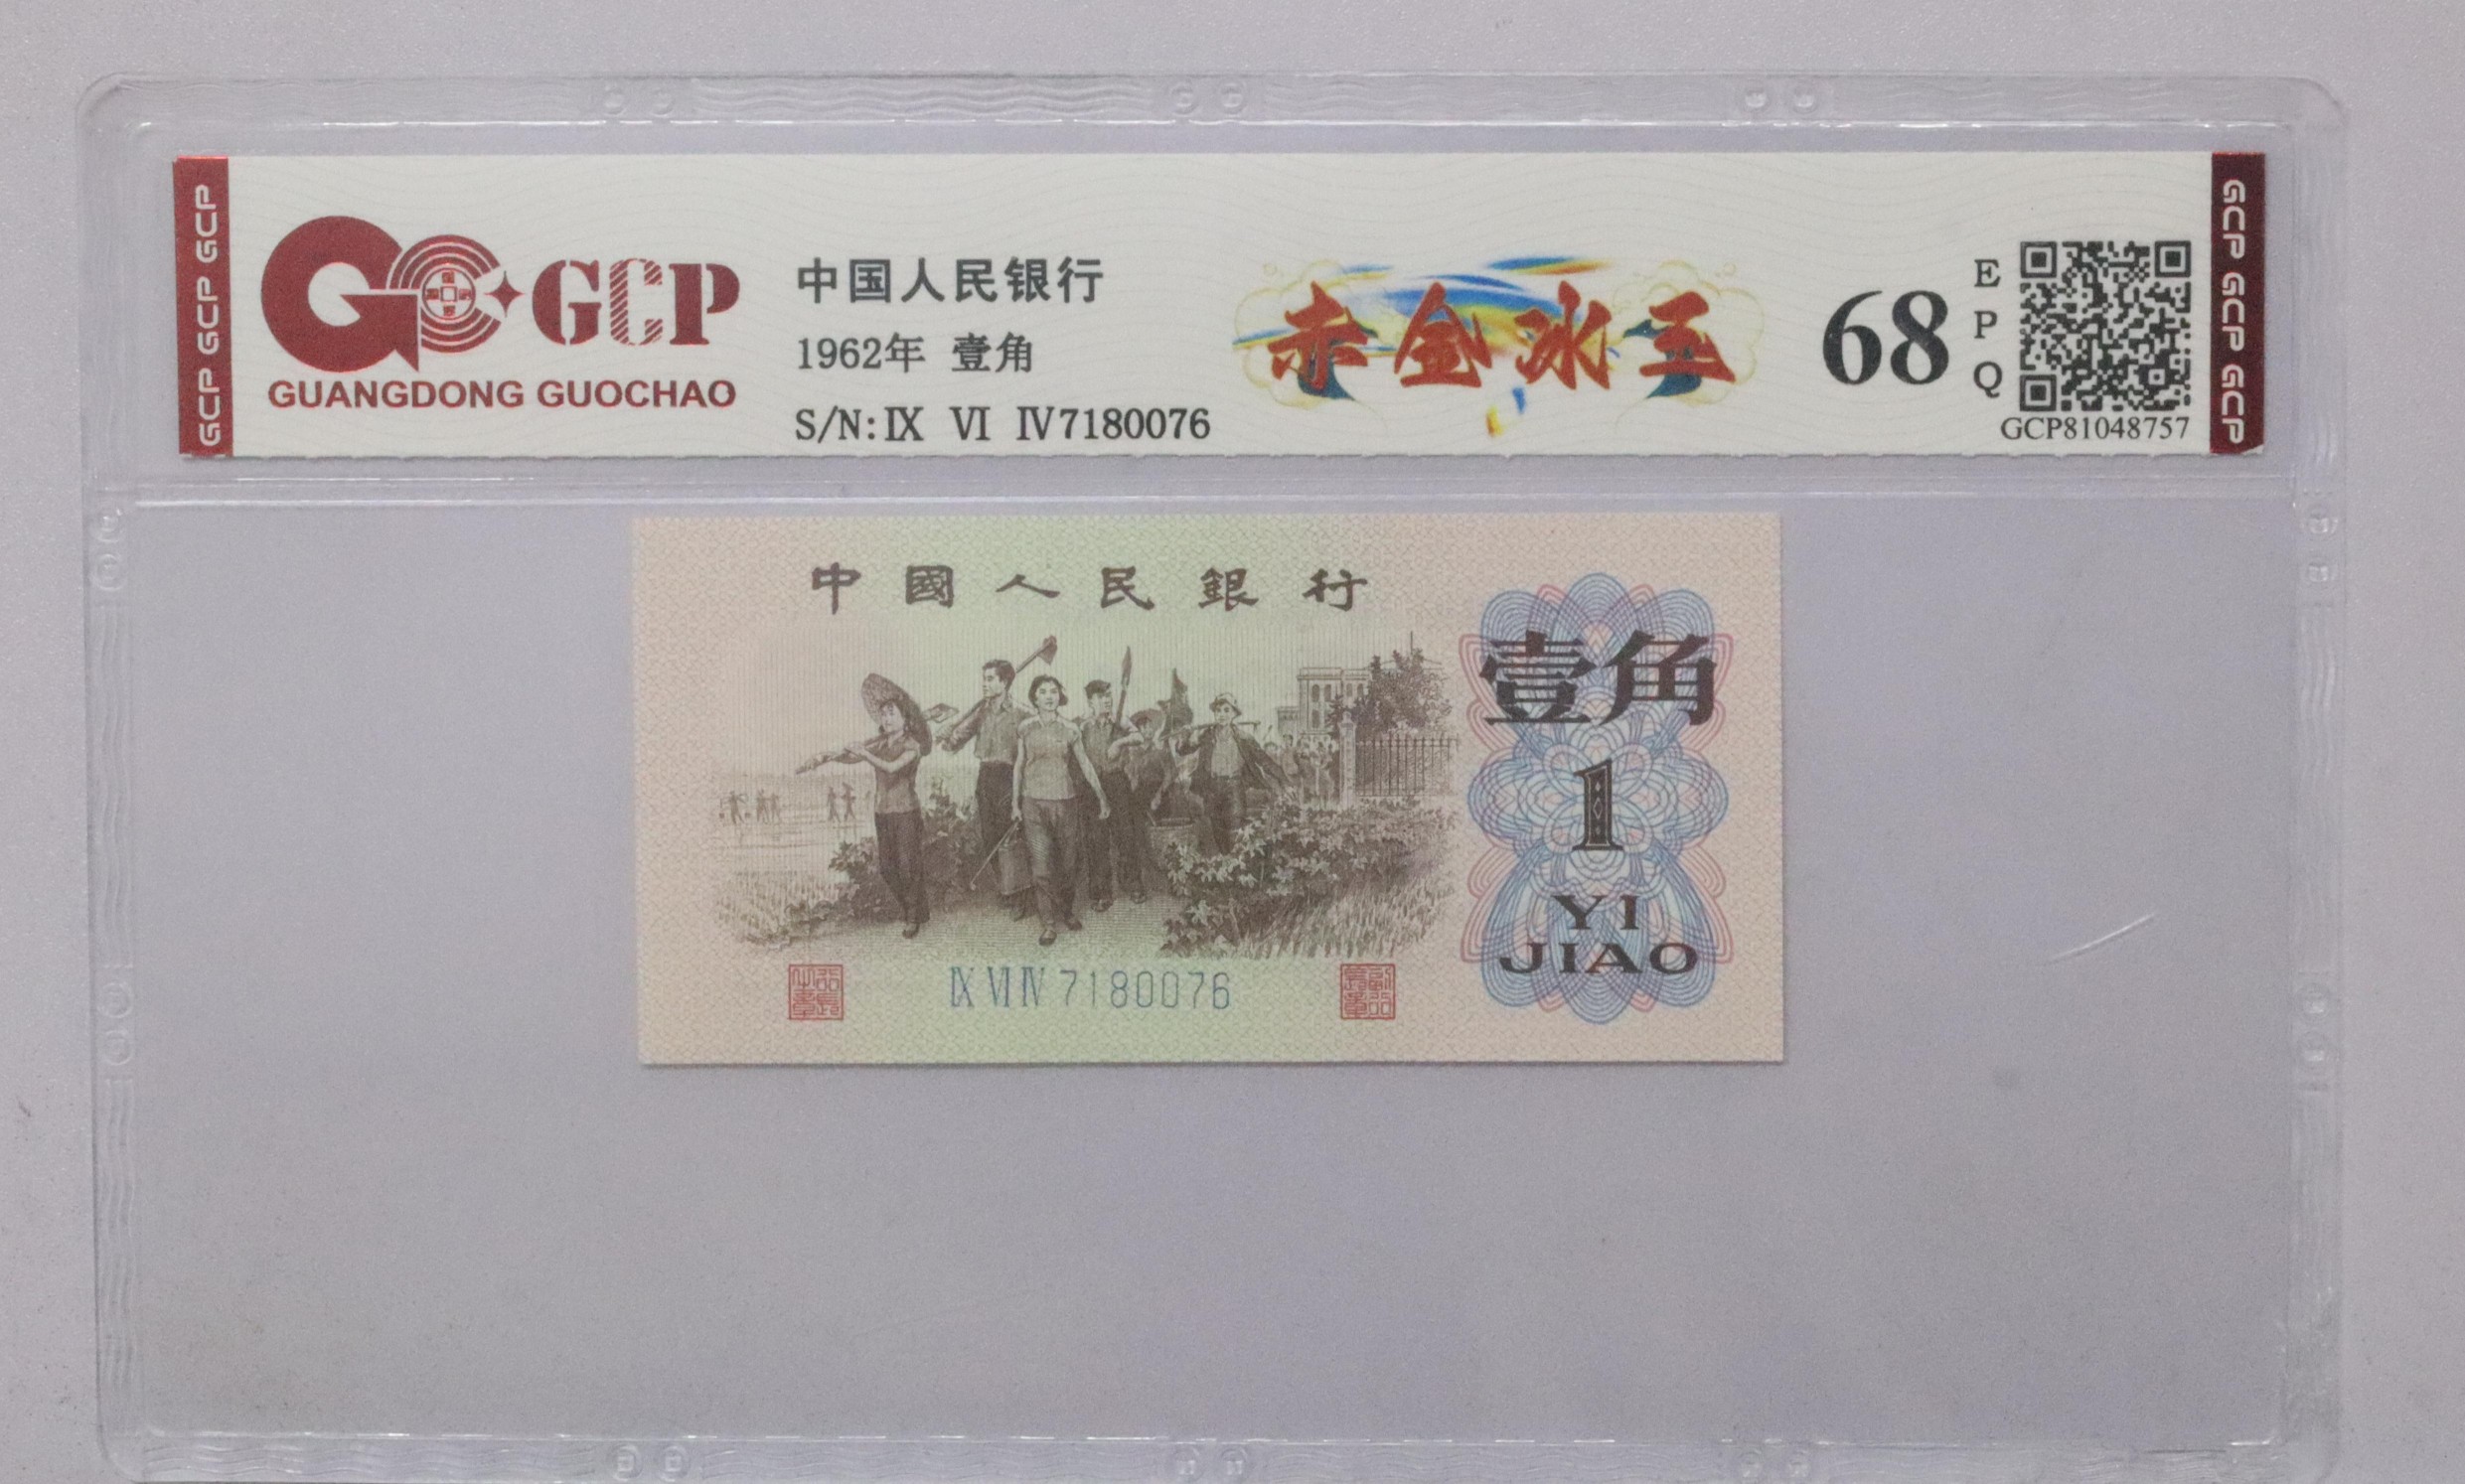 GCP GCP GCP
GCP
GUANGDONG GUOCHAO
中国人民银行
1962年 壹角
S/N:Ⅸ Ⅵ Ⅳ7180076
赤金冰玉
68
EPQ
GCP81048757
GCP GCP GCP
中國人民銀行
壹角
1
YI
JIAO
Ⅸ Ⅵ Ⅳ 7180076